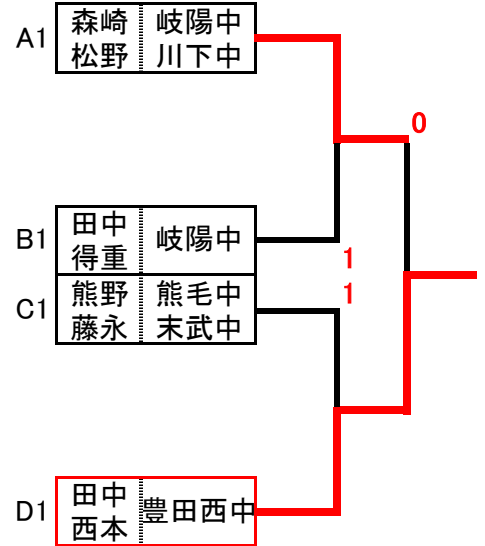 A1 森崎 岐陽中
松野 川下中
0
B1 田中 岐陽中
得重
1
1
C1 熊野 熊毛中
藤永 末武中
D1 田中 豊田西中
西本